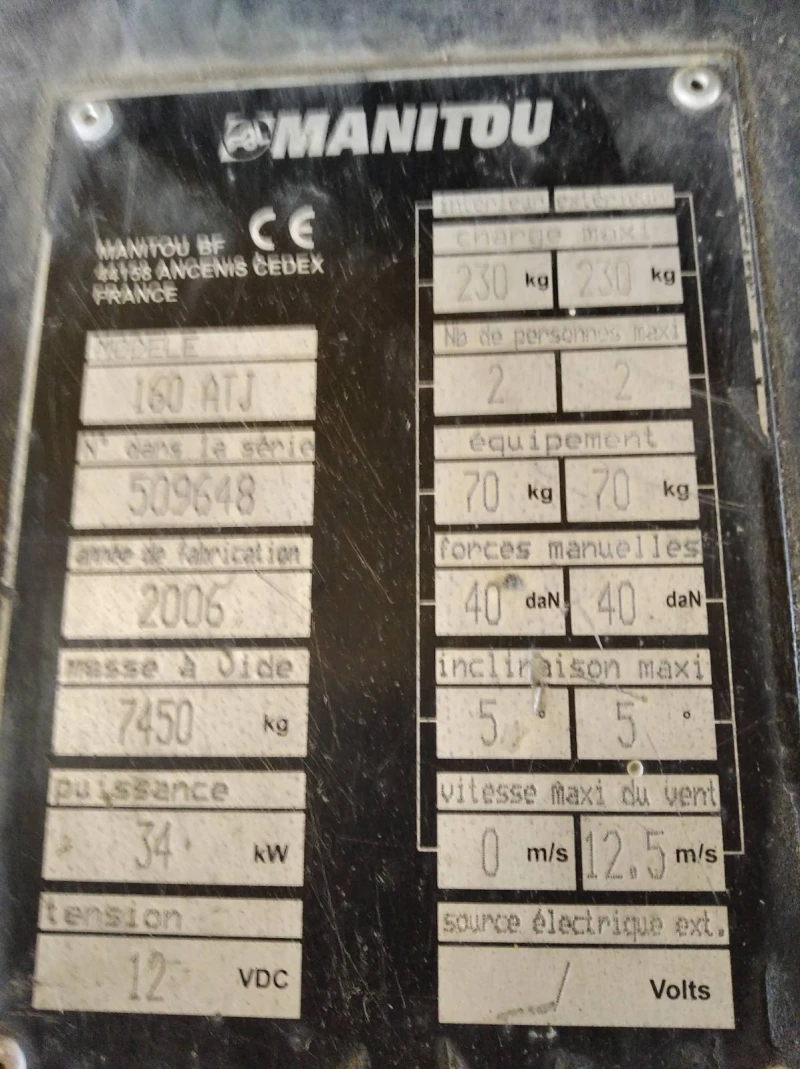 MANITOU
CE
MANITOU BF
44158 ANCENIS CEDEX
FRANCE
MODELE
160 ATJ
N° dans la série
509648
année de fabrication
2006
masse à vide
7450 kg
puissance
34 kW
tension
12 VDC
intérieur extérieur
charge maxi
230 kg 230 kg
Nb de personnes maxi
2 2
équipement
70 kg 70 kg
forces manuelles
40 daN 40 daN
inclinaison maxi
5 ° 5 °
vitesse maxi du vent
0 m/s 12.5 m/s
source électrique ext.
/ Volts